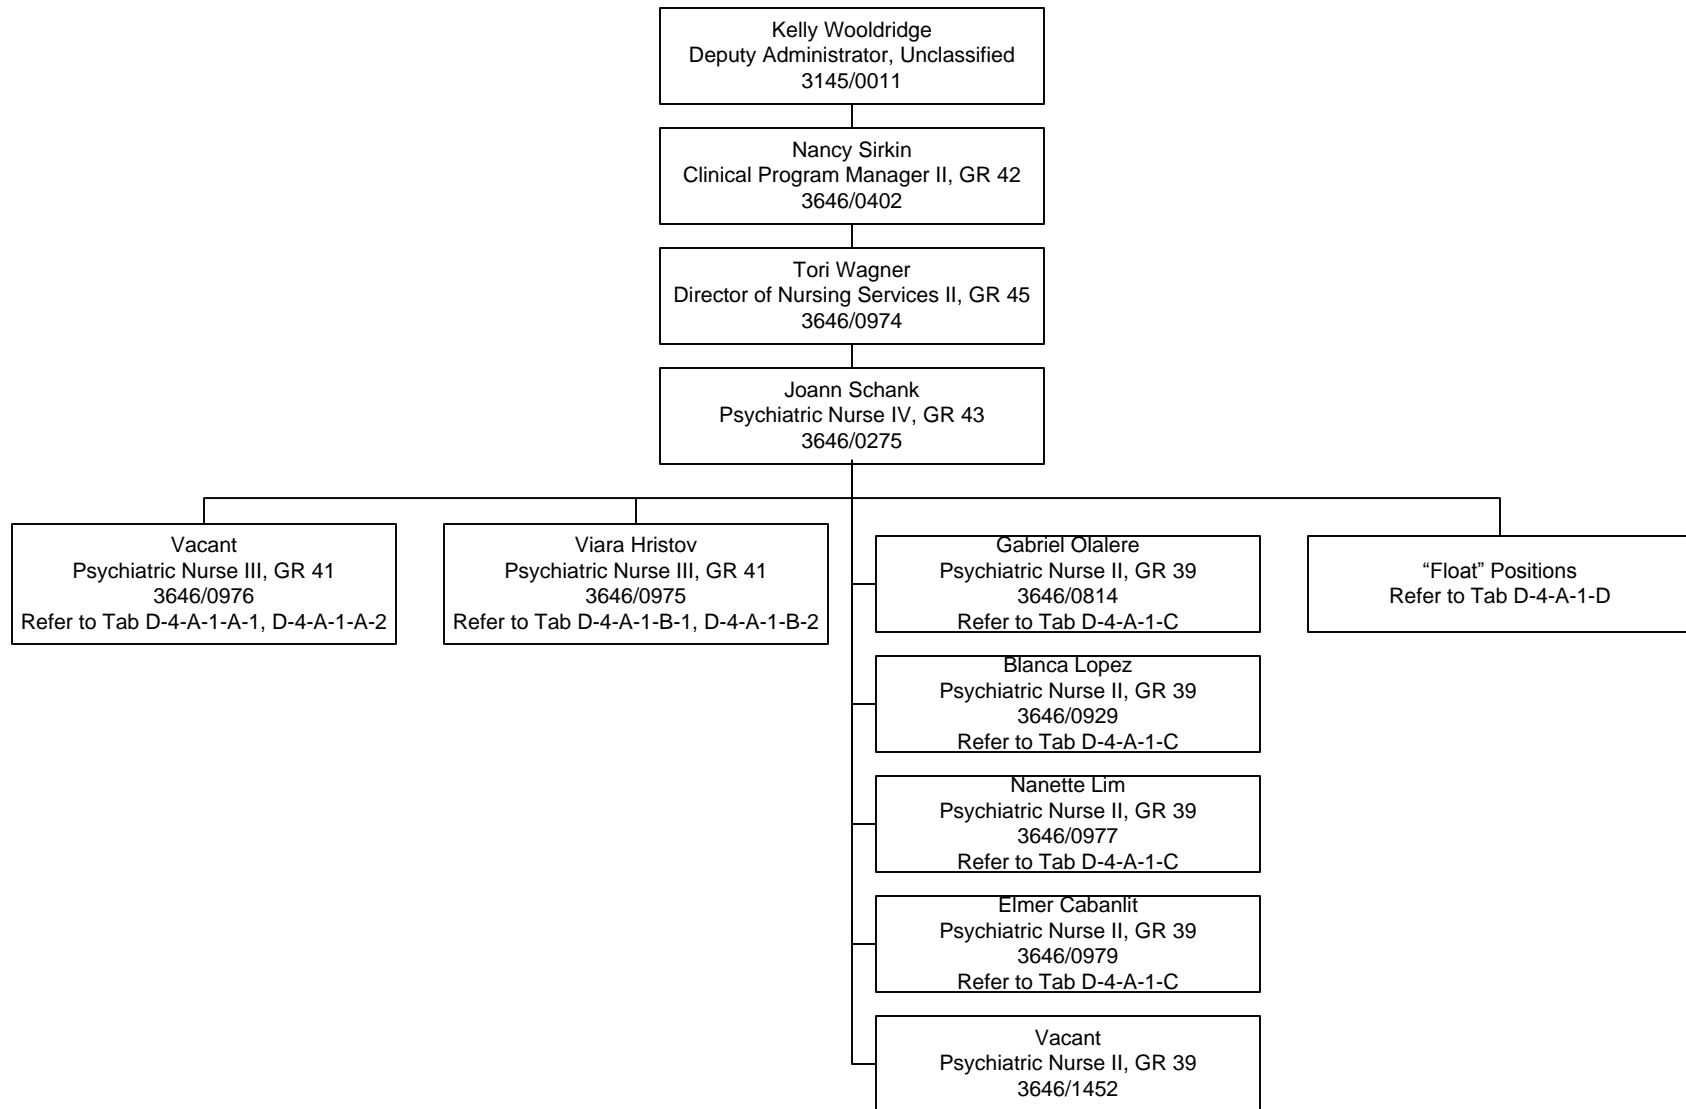 Kelly Wooldridge
Deputy Administrator, Unclassified
3145/0011
Nancy Sirkin
Clinical Program Manager II, GR 42
3646/0402
Tori Wagner
Director of Nursing Services II, GR 45
3646/0974
Joann Schank
Psychiatric Nurse IV, GR 43
3646/0275
Vacant
Psychiatric Nurse III, GR 41
3646/0976
Refer to Tab D-4-A-1-A-1, D-4-A-1-A-2
Viara Hristov
Psychiatric Nurse III, GR 41
3646/0975
Refer to Tab D-4-A-1-B-1, D-4-A-1-B-2
Gabriel Olalere
Psychiatric Nurse II, GR 39
3646/0814
Refer to Tab D-4-A-1-C
Blanca Lopez
Psychiatric Nurse II, GR 39
3646/0929
Refer to Tab D-4-A-1-C
Nanette Lim
Psychiatric Nurse II, GR 39
3646/0977
Refer to Tab D-4-A-1-C
Elmer Cabanlit
Psychiatric Nurse II, GR 39
3646/0979
Refer to Tab D-4-A-1-C
Vacant
Psychiatric Nurse II, GR 39
3646/1452
“Float” Positions
Refer to Tab D-4-A-1-D